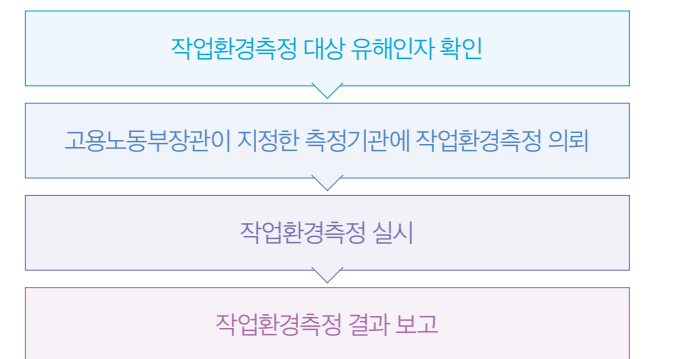 작업환경측정 대상 유해인자 확인
고용노동부장관이 지정한 측정기관에 작업환경측정 의뢰
작업환경측정 실시
작업환경측정 결과 보고